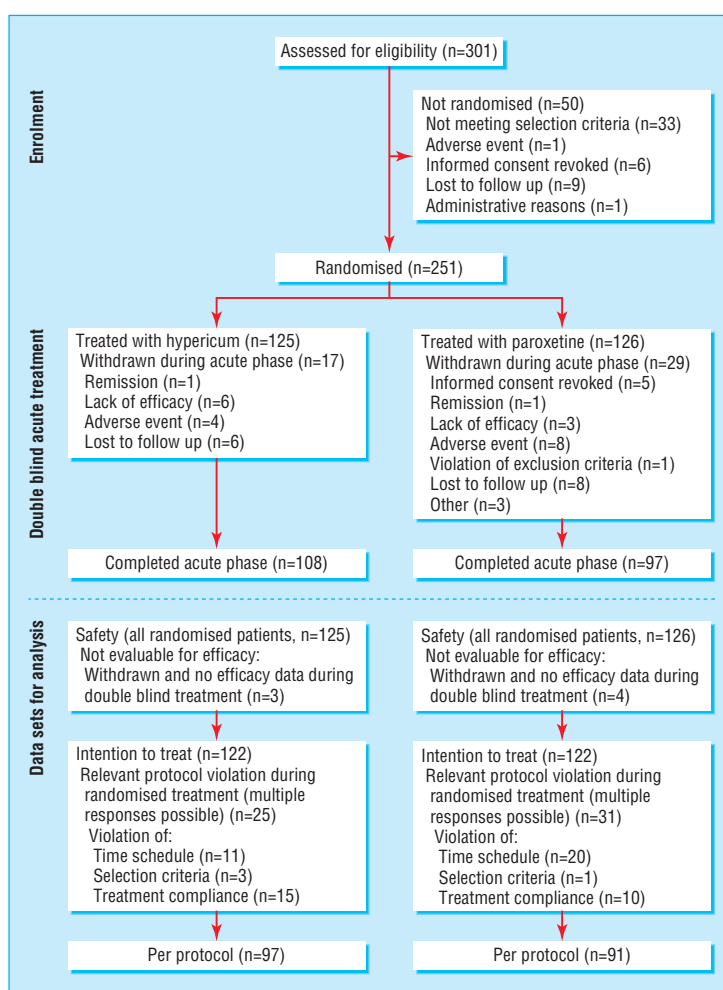 Enrolment
Assessed for eligibility (n=301)
Not randomised (n=50)
Not meeting selection criteria (n=33)
Adverse event (n=1)
Informed consent revoked (n=6)
Lost to follow up (n=9)
Administrative reasons (n=1)
Randomised (n=251)
Double blind acute treatment
Treated with hypericum (n=125)
Withdrawn during acute phase (n=17)
Remission (n=1)
Lack of efficacy (n=6)
Adverse event (n=4)
Lost to follow up (n=6)
Treated with paroxetine (n=126)
Withdrawn during acute phase (n=29)
Informed consent revoked (n=5)
Remission (n=1)
Lack of efficacy (n=3)
Adverse event (n=8)
Violation of exclusion criteria (n=1)
Lost to follow up (n=8)
Other (n=3)
Completed acute phase (n=108)
Completed acute phase (n=97)
Data sets for analysis
Safety (all randomised patients, n=125)
Not evaluable for efficacy:
Withdrawn and no efficacy data during
double blind treatment (n=3)
Safety (all randomised patients, n=126)
Not evaluable for efficacy:
Withdrawn and no efficacy data during
double blind treatment (n=4)
Intention to treat (n=122)
Relevant protocol violation during
randomised treatment (multiple
responses possible) (n=25)
Violation of:
Time schedule (n=11)
Selection criteria (n=3)
Treatment compliance (n=15)
Intention to treat (n=122)
Relevant protocol violation during
randomised treatment (multiple
responses possible) (n=31)
Violation of:
Time schedule (n=20)
Selection criteria (n=1)
Treatment compliance (n=10)
Per protocol (n=97)
Per protocol (n=91)